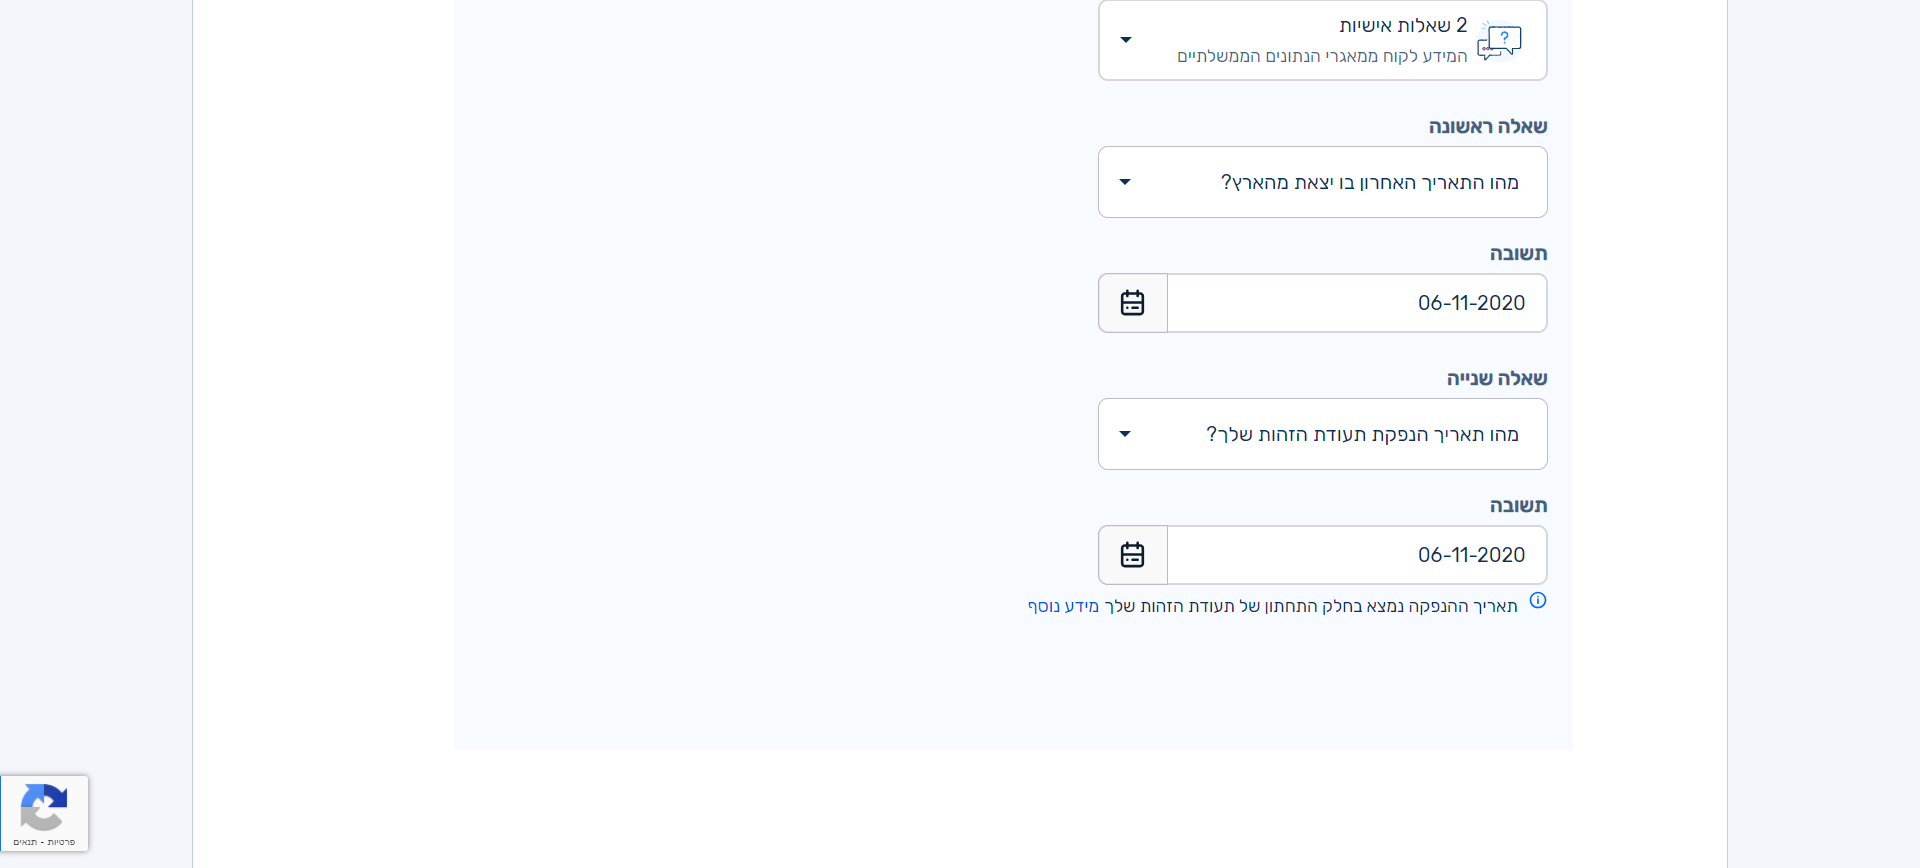 2 שאלות אישיות
המידע לקוח ממאגרי הנתונים הממשלתיים
שאלה ראשונה
מהו התאריך האחרון בו יצאת מהארץ?
תשובה
06-11-2020
שאלה שנייה
מהו תאריך הנפקת תעודת הזהות שלך?
תשובה
06-11-2020
תאריך ההנפקה נמצא בחלק התחתון של תעודת הזהות שלך מידע נוסף
פרטיות - תנאים